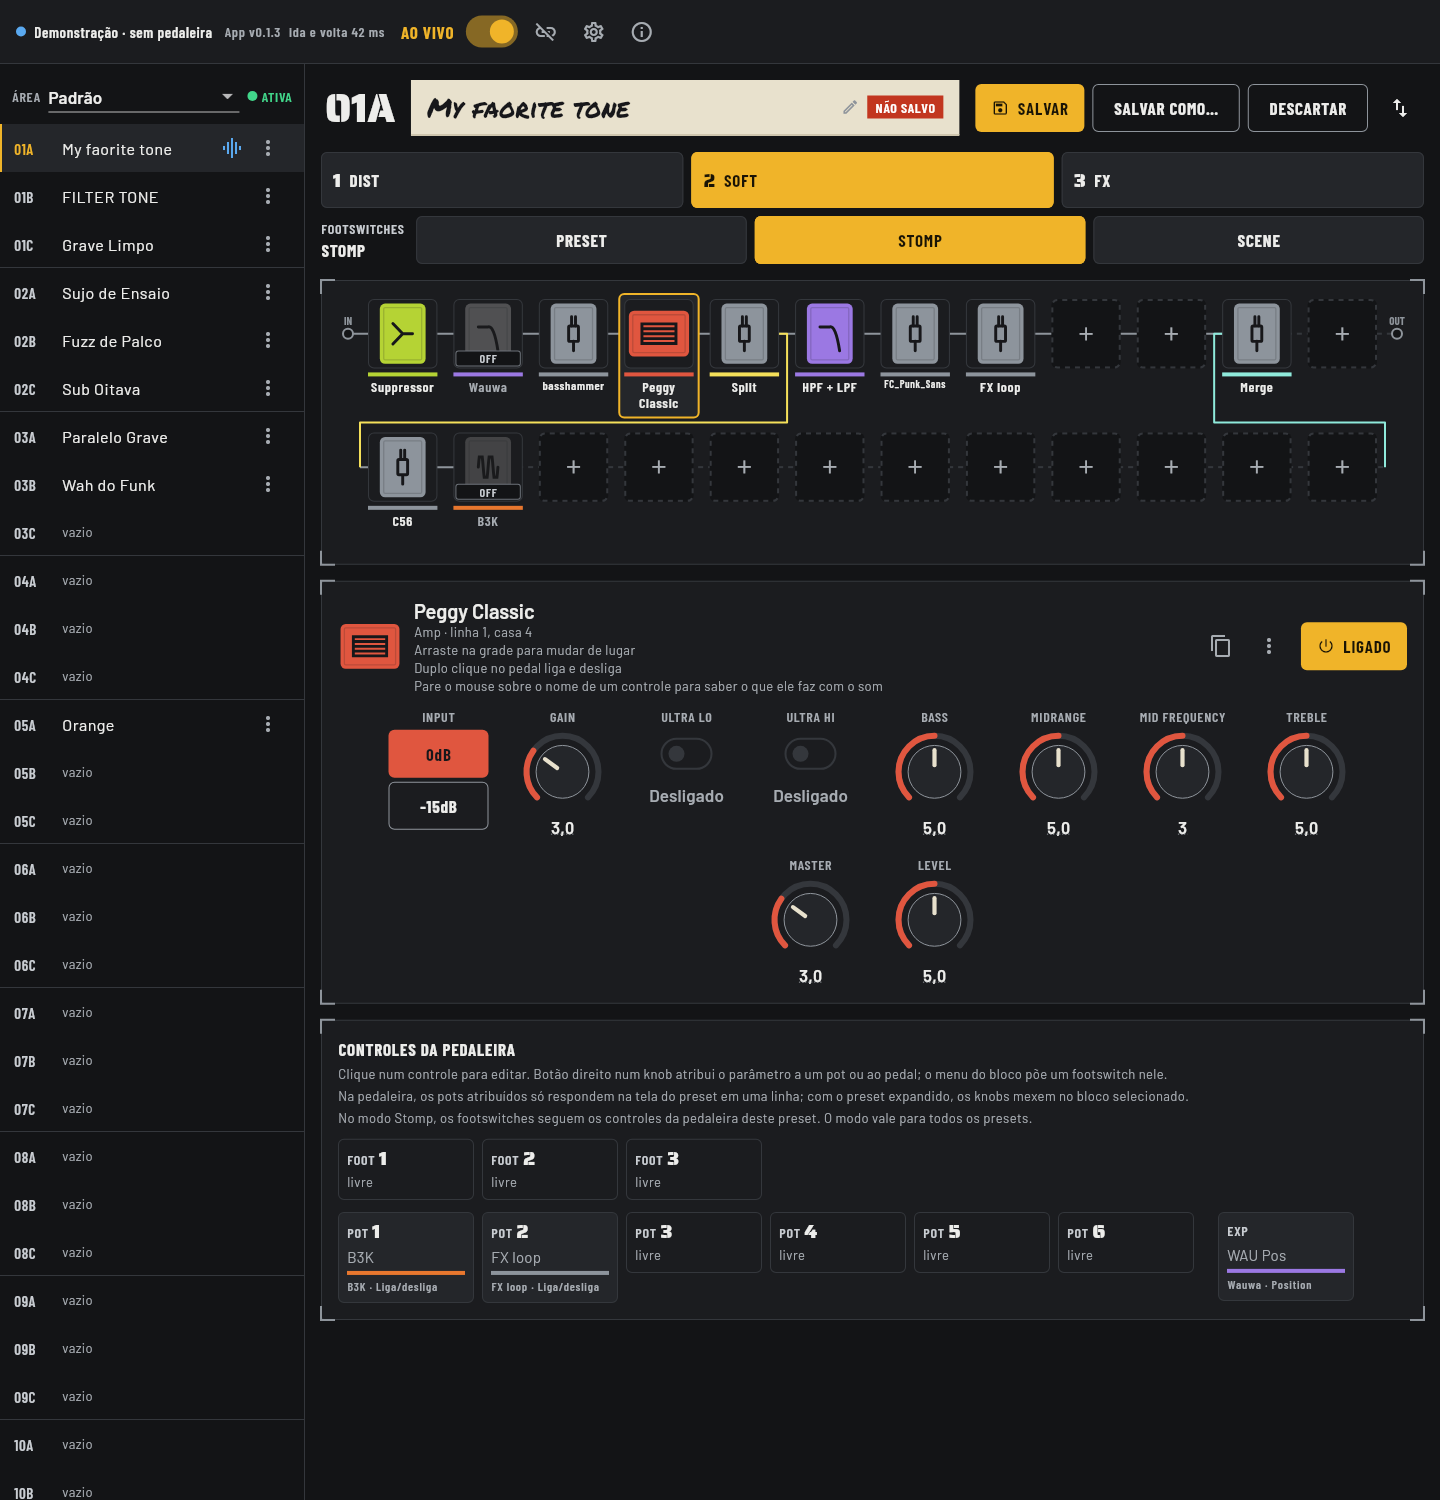 Demonstração · sem pedaleira App v0.1.3 Ida e volta 42 ms AO VIVO
ÁREA Padrão ATIVA
01A My faorite tone
01B FILTER TONE
01C Grave Limpo
02A Sujo de Ensaio
02B Fuzz de Palco
02C Sub Oitava
03A Paralelo Grave
03B Wah do Funk
03C vazio
04A vazio
04B vazio
04C vazio
05A Orange
05B vazio
05C vazio
06A vazio
06B vazio
06C vazio
07A vazio
07B vazio
07C vazio
08A vazio
08B vazio
08C vazio
09A vazio
09B vazio
09C vazio
10A vazio
10B vazio
01A My faorite tone NÃO SALVO SALVAR SALVAR COMO... DESCARTAR
1 DIST 2 SOFT 3 FX
FOOTSWITCHES
STOMP PRESET STOMP SCENE
IN OUT
OFF
Suppressor Wauwa basshammer Peggy Classic Split HPF + LPF FC_Punk_Sans FX loop Merge
OFF
C56 B3K
Peggy Classic
Amp · linha 1, casa 4
Arraste na grade para mudar de lugar
Duplo clique no pedal liga e desliga
Pare o mouse sobre o nome de um controle para saber o que ele faz com o som
LIGADO
INPUT GAIN ULTRA LO ULTRA HI BASS MIDRANGE MID FREQUENCY TREBLE
0dB
-15dB
Desligado Desligado
3,0 5,0 5,0 3 5,0
MASTER LEVEL
3,0 5,0
CONTROLES DA PEDALEIRA
Clique num controle para editar. Botão direito num knob atribui o parâmetro a um pot ou ao pedal; o menu do bloco põe um footswitch nele.
Na pedaleira, os pots atribuídos só respondem na tela do preset em uma linha; com o preset expandido, os knobs mexem no bloco selecionado.
No modo Stomp, os footswitches seguem os controles da pedaleira deste preset. O modo vale para todos os presets.
FOOT 1 FOOT 2 FOOT 3
livre livre livre
POT 1 POT 2 POT 3 POT 4 POT 5 POT 6 EXP
B3K FX loop livre livre livre livre WAU Pos
B3K · Liga/desliga FX loop · Liga/desliga Wauwa · Position